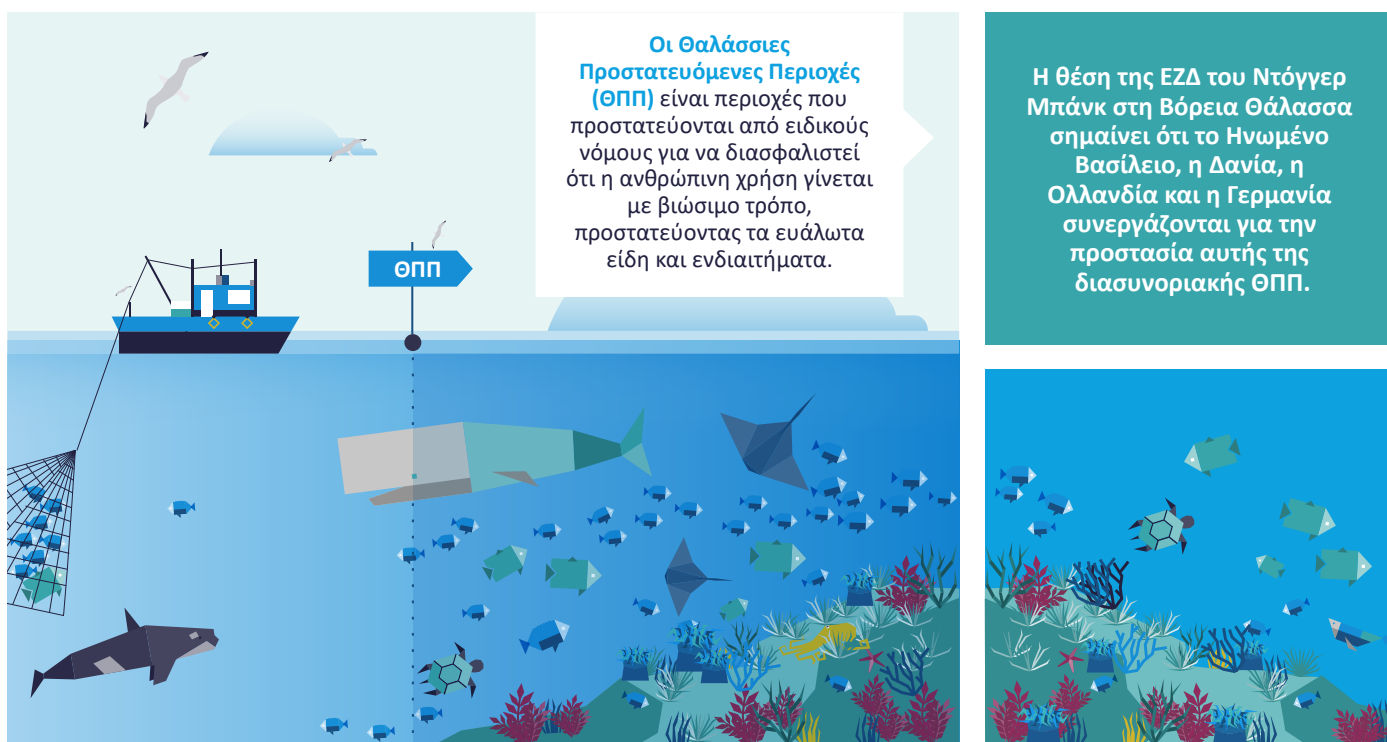 Οι Θαλάσσιες
Προστατευόμενες Περιοχές
(ΘΠΠ) είναι περιοχές που
προστατεύονται από ειδικούς
νόμους για να διασφαλιστεί
ότι η ανθρώπινη χρήση γίνεται
με βιώσιμο τρόπο,
προστατεύοντας τα ευάλωτα
είδη και ενδιαιτήματα.
ΘΠΠ
Η θέση της ΕΖΔ του Ντόγγερ
Μπάνκ στη Βόρεια Θάλασσα
σημαίνει ότι το Ηνωμένο
Βασίλειο, η Δανία, η
Ολλανδία και η Γερμανία
συνεργάζονται για την
προστασία αυτής της
διασυνοριακής ΘΠΠ.